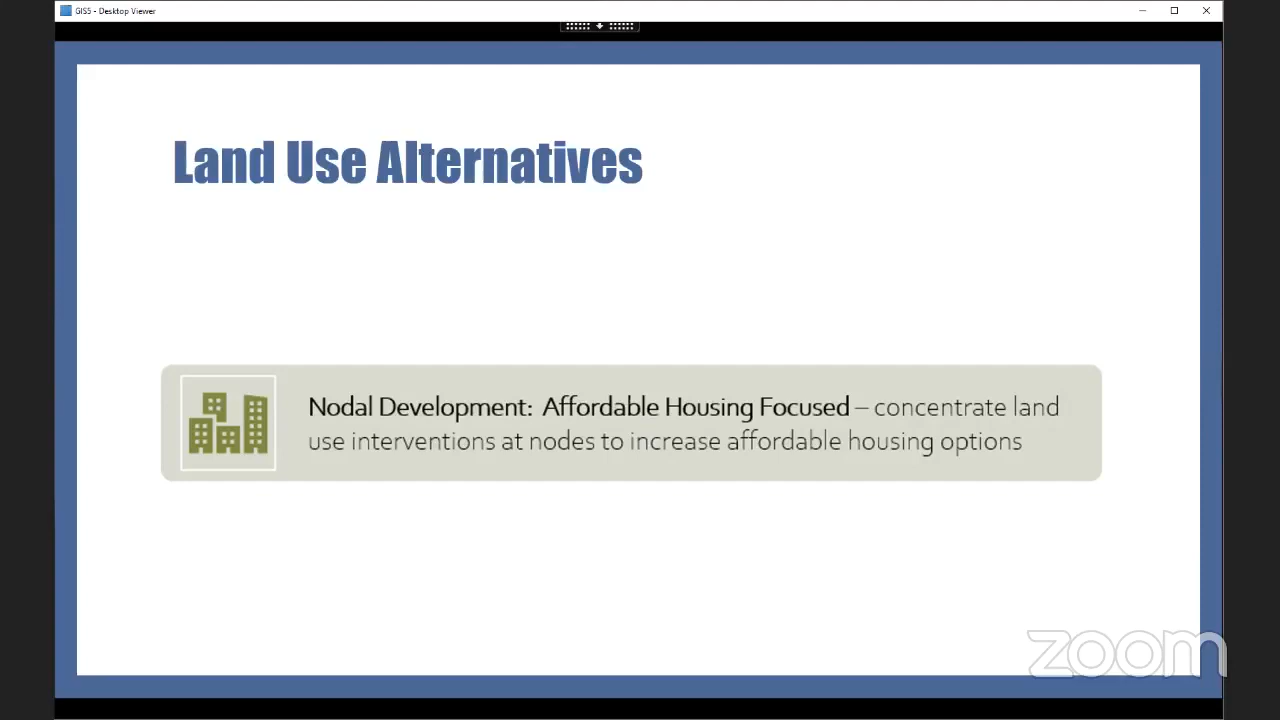 GIS5 - Desktop Viewer
Land Use Alternatives
Nodal Development: Affordable Housing Focused – concentrate land
use interventions at nodes to increase affordable housing options
zoom